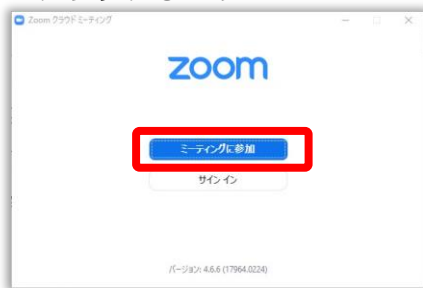 Zoom クラウド ミーティング
zoom
ミーティングに参加
サイン イン
バージョン: 4.6.6 (17964.0224)